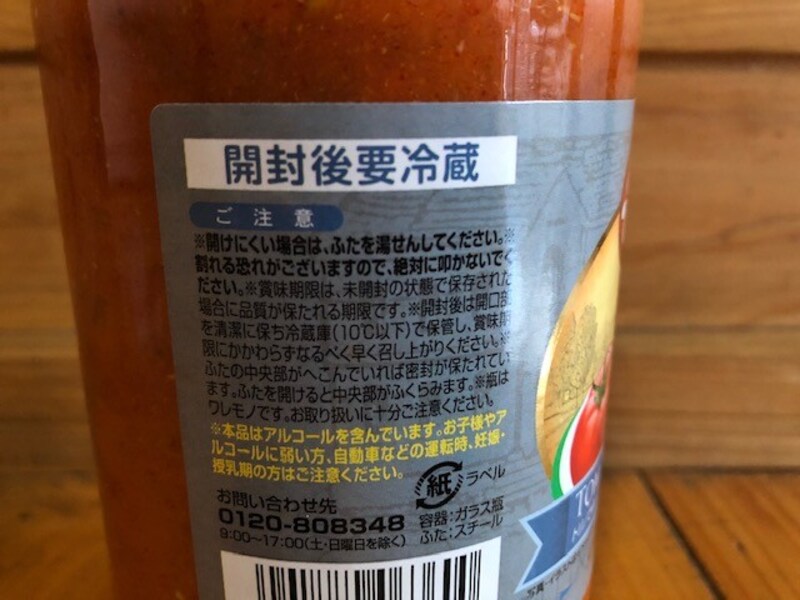 開封後要冷蔵
ご注意
※開けにくい場合は、ふたを湯せんしてください。※
割れる恐れがございますので、絶対に叩かないでく
ださい。※賞味期限は、未開封の状態で保存された
場合に品質が保たれる期限です。※開封後は開口部
を清潔に保ち冷蔵庫(10℃以下)で保管し、賞味期
限にかかわらずなるべく早く召し上がりください。※
ふたの中央部がへこんでいれば密封が保たれてい
ます。ふたを開けると中央部がふくらみます。※瓶は
ワレモノです。お取り扱いに十分ご注意ください。
※本品はアルコールを含んでいます。お子様やア
ルコールに弱い方、自動車などの運転時、妊娠・
授乳期の方はご注意ください。
紙 ラベル
お問い合わせ先
0120-808348
9:00~17:00(土・日曜日を除く)
容器:ガラス瓶
ふた:スチール